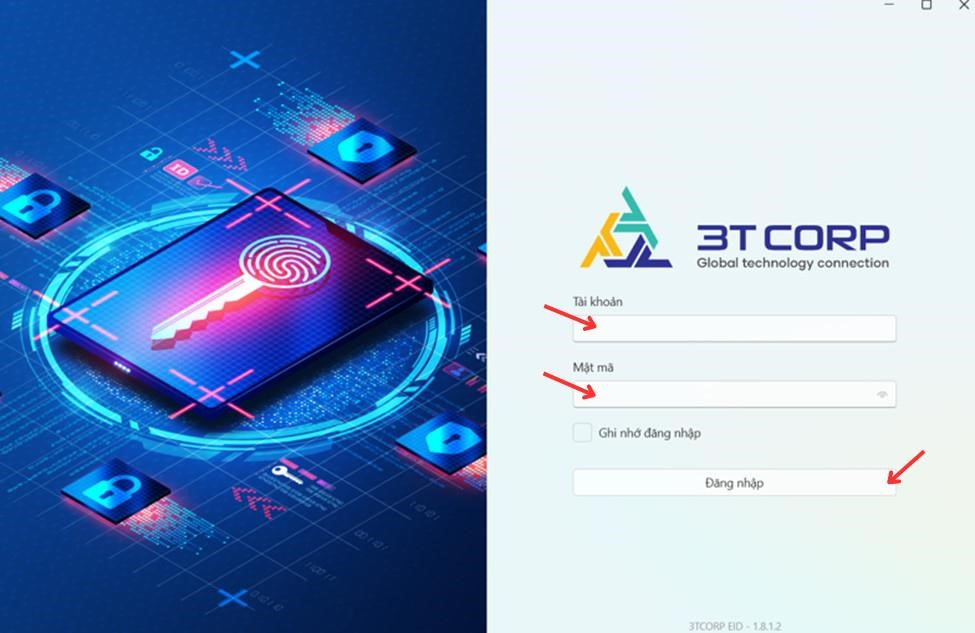 ID
3T CORP
Global technology connection
Tài khoản
Mật mã
Ghi nhớ đăng nhập
Đăng nhập
3TCORP EID - 1.8.1.2